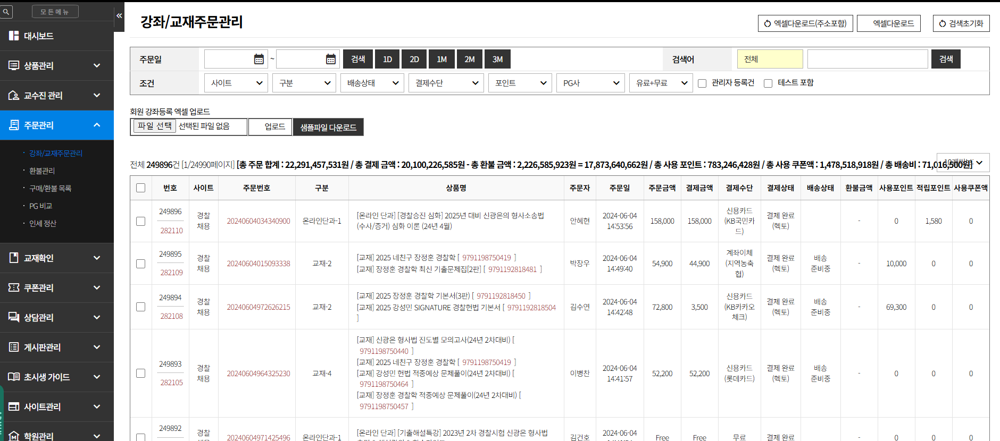 모든메뉴
«
대시보드
상품관리
교수진 관리
주문관리
· 강좌/교재주문관리
· 환불관리
· 구매/환불 목록
· PG 비교
· 인세 정산
교재확인
쿠폰관리
상담관리
게시판관리
초시생 가이드
사이트관리
학원관리
강좌/교재주문관리
엑셀다운로드(주소포함) 엑셀다운로드 검색초기화
주문일 ~ 검색 1D 2D 1M 2M 3M 검색어 전체 검색
조건 사이트 구분 배송상태 결제수단 포인트 PG사 유료+무료 관리자 등록건 테스트 포함
회원 강좌등록 엑셀 업로드
파일 선택 선택된 파일 없음 업로드 샘플파일 다운로드
전체 249896건 [1/24990페이지] [총 주문 합계 : 22,291,457,531원 / 총 결제 금액 : 20,100,226,585원 - 총 환불 금액 : 2,226,585,923원 = 17,873,640,662원 / 총 사용 포인트 : 783,246,428원 / 총 사용 쿠폰액 : 1,478,518,918원 / 총 배송비 : 71,016,500원]
번호 사이트 주문번호 구분 상품명 주문자 주문일 주문금액 결제금액 결제수단 결제상태 배송상태 환불금액 사용포인트 적립포인트 사용쿠폰액
249896
282110
경찰
채용
20240604034340900
온라인단과-1
[온라인 단과] [경찰승진 심화] 2025년 대비 신광은의 형사소송법
(수사/증거) 심화 이론 (24년 4월)
안혜현
2024-06-04
14:53:56
158,000
158,000
신용카드
(KB국민카
드)
결제 완료
(헥토)
-
0
1,580
0
249895
282109
경찰
채용
20240604015093338
교재-2
[교재] 2025 네친구 장정훈 경찰학 [ 9791198750419 ]
[교재] 장정훈 경찰학 최신 기출문제집[2판] [ 9791192818481 ]
박장우
2024-06-04
14:49:40
54,900
44,900
계좌이체
(지역농축
협)
결제 완료
(헥토)
배송
준비중
-
10,000
0
0
249894
282108
경찰
채용
20240604972626215
교재-2
[교재] 2025 장정훈 경찰학 기본서(3판) [ 9791192818450 ]
[교재] 2025 강성민 SIGNATURE 경찰헌법 기본서 [ 9791192818504
]
김수연
2024-06-04
14:42:48
72,800
3,500
신용카드
(KB카카오
체크)
결제 완료
(헥토)
배송
준비중
-
69,300
0
0
249893
282105
경찰
채용
20240604964325230
교재-4
[교재] 신광은 형사법 진도별 모의고사(24년 2차대비) [
9791198750440 ]
[교재] 2025 네친구 장정훈 경찰학 [ 9791198750419 ]
[교재] 강성민 헌법 적중예상 문제풀이(24년 2차대비) [
9791198750464 ]
[교재] 장정훈 경찰학 적중예상 문제풀이(24년 2차대비) [
9791198750457 ]
이병찬
2024-06-04
14:41:57
52,200
52,200
신용카드
(롯데카드)
결제 완료
(헥토)
배송
준비중
-
0
0
0
249892
경찰
20240604971425496
온라인단과-1
[온라인 단과] [기출해설특강] 2023년 2차 경찰시험 신광은 형사법
김건호
2024-06-04
Free
Free
무료
결제 완료
-
0
0
0